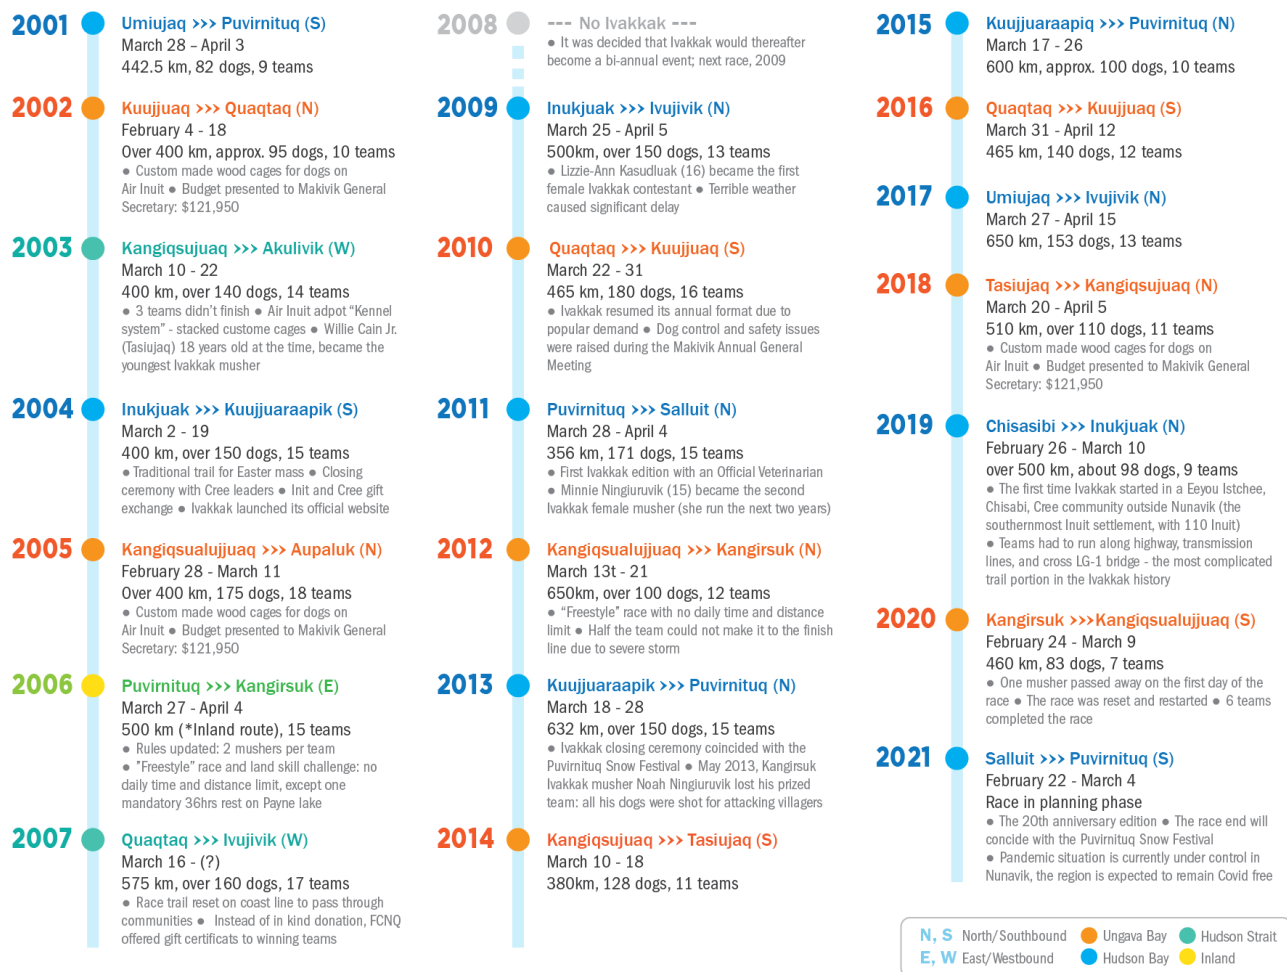 2001
Umiujaq >>> Puvirnituq (S)
March 28 – April 3
442.5 km, 82 dogs, 9 teams
2002
Kuujjuaq >>> Quaqtaq (N)
February 4 - 18
Over 400 km, approx. 95 dogs, 10 teams
● Custom made wood cages for dogs on
Air Inuit ● Budget presented to Makivik General
Secretary: $121,950
2003
Kangiqsujuaq >>> Akulivik (W)
March 10 - 22
400 km, over 140 dogs, 14 teams
● 3 teams didn't finish ● Air Inuit adpot “Kennel
system” - stacked custome cages ● Willie Cain Jr.
(Tasiujaq) 18 years old at the time, became the
youngest Ivakkak musher
2004
Inukjuak >>> Kuujjuaraapik (S)
March 2 - 19
400 km, over 150 dogs, 15 teams
● Traditional trail for Easter mass ● Closing
ceremony with Cree leaders ● Init and Cree gift
exchange ● Ivakkak launched its official website
2005
Kangiqsualujjuaq >>> Aupaluk (N)
February 28 - March 11
Over 400 km, 175 dogs, 18 teams
● Custom made wood cages for dogs on
Air Inuit ● Budget presented to Makivik General
Secretary: $121,950
2006
Puvirnituq >>> Kangirsuk (E)
March 27 - April 4
500 km (*Inland route), 15 teams
● Rules updated: 2 mushers per team
● ”Freestyle” race and land skill challenge: no
daily time and distance limit, except one
mandatory 36hrs rest on Payne lake
2007
Quaqtaq >>> Ivujivik (W)
March 16 - (?)
575 km, over 160 dogs, 17 teams
● Race trail reset on coast line to pass through
communities ● Instead of in kind donation, FCNQ
offered gift certificats to winning teams
2008
--- No Ivakkak ---
● It was decided that Ivakkak would thereafter
become a bi-annual event; next race, 2009
2009
Inukjuak >>> Ivujivik (N)
March 25 - April 5
500km, over 150 dogs, 13 teams
● Lizzie-Ann Kasudluak (16) became the first
female Ivakkak contestant ● Terrible weather
caused significant delay
2010
Quaqtaq >>> Kuujjuaq (S)
March 22 - 31
465 km, 180 dogs, 16 teams
● Ivakkak resumed its annual format due to
popular demand ● Dog control and safety issues
were raised during the Makivik Annual General
Meeting
2011
Puvirnituq >>> Salluit (N)
March 28 - April 4
356 km, 171 dogs, 15 teams
● First Ivakkak edition with an Official Veterinarian
● Minnie Ningiuruvik (15) became the second
Ivakkak female musher (she run the next two years)
2012
Kangiqsualujjuaq >>> Kangirsuk (N)
March 13t - 21
650km, over 100 dogs, 12 teams
● “Freestyle” race with no daily time and distance
limit ● Half the team could not make it to the finish
line due to severe storm
2013
Kuujjuaraapik >>> Puvirnituq (N)
March 18 - 28
632 km, over 150 dogs, 15 teams
● Ivakkak closing ceremony coincided with the
Puvirnituq Snow Festival ● May 2013, Kangirsuk
Ivakkak musher Noah Ningiuruvik lost his prized
team: all his dogs were shot for attacking villagers
2014
Kangiqsujuaq >>> Tasiujaq (S)
March 10 - 18
380km, 128 dogs, 11 teams
2015
Kuujjuaraapiq >>> Puvirnituq (N)
March 17 - 26
600 km, approx. 100 dogs, 10 teams
2016
Quaqtaq >>> Kuujjuaq (S)
March 31 - April 12
465 km, 140 dogs, 12 teams
2017
Umiujaq >>> Ivujivik (N)
March 27 - April 15
650 km, 153 dogs, 13 teams
2018
Tasiujaq >>> Kangiqsujuaq (N)
March 20 - April 5
510 km, over 110 dogs, 11 teams
● Custom made wood cages for dogs on
Air Inuit ● Budget presented to Makivik General
Secretary: $121,950
2019
Chisasibi >>> Inukjuak (N)
February 26 - March 10
over 500 km, about 98 dogs, 9 teams
● The first time Ivakkak started in a Eeyou Istchee,
Chisabi, Cree community outside Nunavik (the
southernmost Inuit settlement, with 110 Inuit)
● Teams had to run along highway, transmission
lines, and cross LG-1 bridge - the most complicated
trail portion in the Ivakkak history
2020
Kangirsuk >>>Kangiqsualujjuaq (S)
February 24 - March 9
460 km, 83 dogs, 7 teams
● One musher passed away on the first day of the
race ● The race was reset and restarted ● 6 teams
completed the race
2021
Salluit >>> Puvirnituq (S)
February 22 - March 4
Race in planning phase
● The 20th anniversary edition ● The race end will
concide with the Puvirnituq Snow Festival
● Pandemic situation is currently under control in
Nunavik, the region is expected to remain Covid free
N, S North/Southbound Ungava Bay Hudson Strait
E, W East/Westbound Hudson Bay Inland